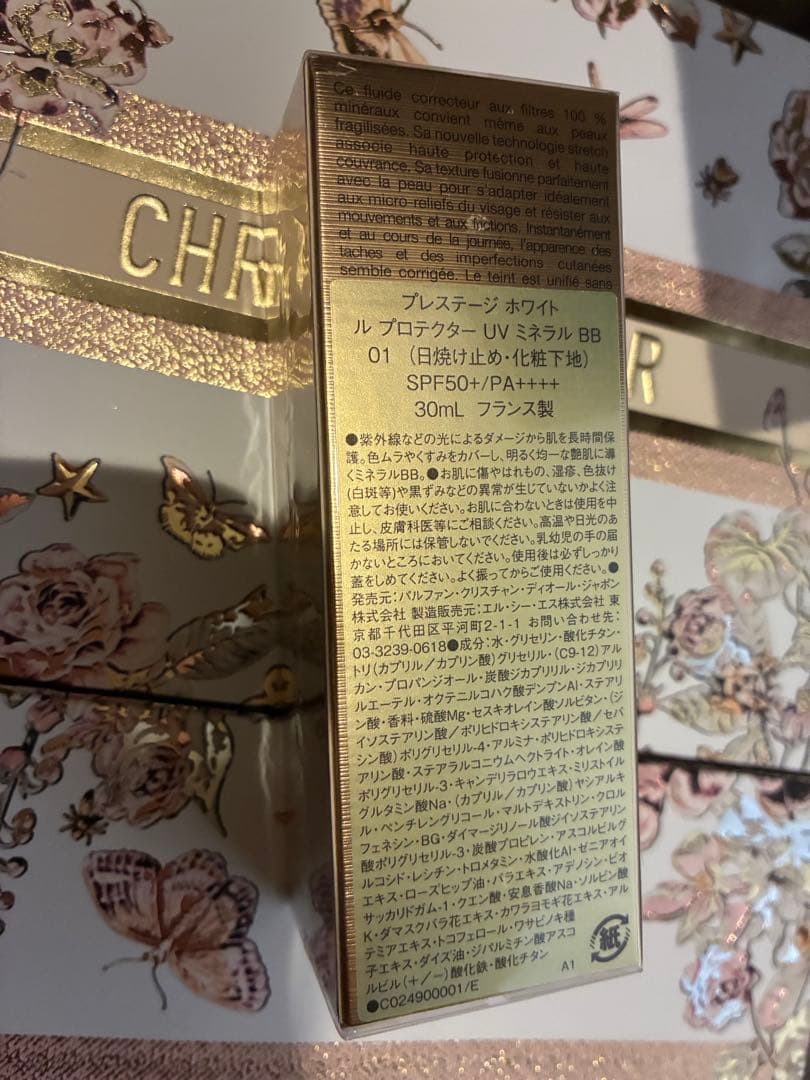 CHR
R
Ce fluide correcteur aux filtres 100 %
minéraux convient même aux peaux
fragilisées. Sa nouvelle technologie stretch
associe haute protection et haute
couvrance. Sa texture fusionne parfaitement
avec la peau pour s'adapter idéalement
aux micro-reliefs du visage et résister aux
mouvements et aux frictions. Instantanément
et au cours de la journée, l'apparence des
taches et des imperfections cutanées
semble corrigée. Le teint est unifié sans
プレステージ ホワイト
ル プロテクター UV ミネラル BB
01 （日焼け止め・化粧下地）
SPF50+/PA++++
30mL フランス製
●紫外線などの光によるダメージから肌を長時間保
護。色ムラやくすみをカバーし、明るく均一な艶肌に導
くミネラルBB。●お肌に傷やはれもの、湿疹、色抜け
(白斑等)や黒ずみなどの異常が生じていないかよく注
意してお使いください。お肌に合わないときは使用を中
止し、皮膚科医等にご相談ください。高温や日光のあ
たる場所には保管しないでください。乳幼児の手の届
かないところにおいてください。使用後は必ずしっかり
蓋をしめてください。よく振ってからご使用ください。●
発売元：パルファン・クリスチャン・ディオール・ジャポン
株式会社 製造販売元：エル・シー・エス株式会社 東
京都千代田区平河町2-1-1 お問い合わせ先：
03-3239-0618●成分：水・グリセリン・酸化チタン・
トリ(カプリル／カプリン酸)グリセリル・(C9-12)アル
カン・プロパンジオール・炭酸ジカプリリル・ジカプリリ
ルエーテル・オクテニルコハク酸デンプンAl・ステアリ
ン酸・香料・硫酸Mg・セスキオレイン酸ソルビタン・(ジ
イソステアリン酸／ポリヒドロキシステアリン酸／セバ
シン酸)ポリグリセリル-4・アルミナ・ポリヒドロキシステ
アリン酸・ステアラルコニウムヘクトライト・オレイン酸
ポリグリセリル-3・キャンデリラロウエキス・ミリストイル
グルタミン酸Na・(カプリル／カプリン酸)ヤシアルキ
ル・ペンチレングリコール・マルトデキストリン・クロル
フェネシン・BG・ダイマージリノール酸ジイソステアリン
酸ポリグリセリル-3・炭酸プロピレン・アスコルビルグ
ルコシド・レシチン・トロメタミン・水酸化Al・ゼニアオイ
エキス・ローズヒップ油・バラエキス・アデノシン・ビオ
サッカリドガム-1・クエン酸・安息香酸Na・ソルビン酸
K・ダマスクバラ花エキス・カワラヨモギ花エキス・アル
テミアエキス・トコフェロール・ワサビノキ種
子エキス・ダイズ油・ジパルミチン酸アスコ
ルビル (＋／－)酸化鉄・酸化チタン
●C024900001/E
A1
紙